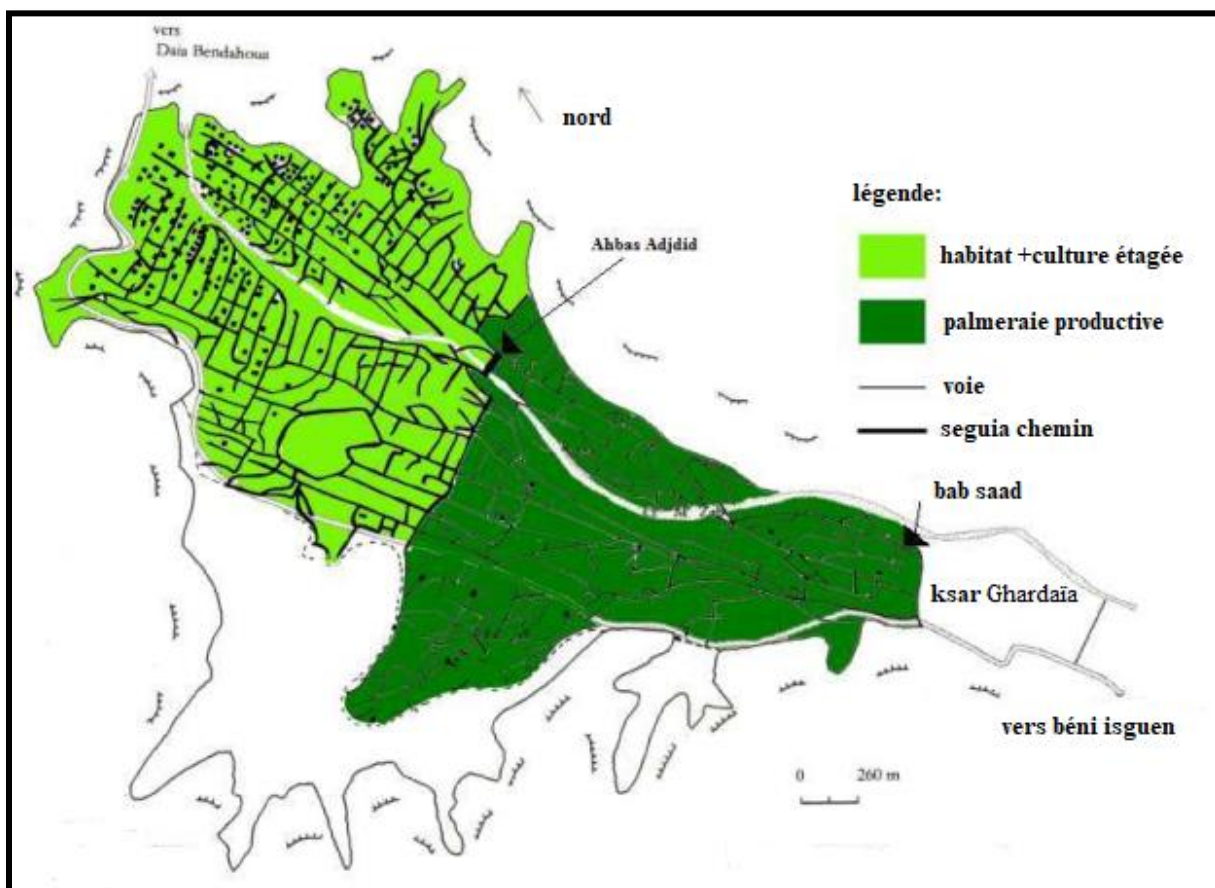 vers
Daia Bendahoua
nord
légende:
Ahbas Adjdid
habitat +culture étagée
palmeraie productive
voie
seguia chemin
bab saad
ksar Ghardaïa
vers béni isguen
0 260 m